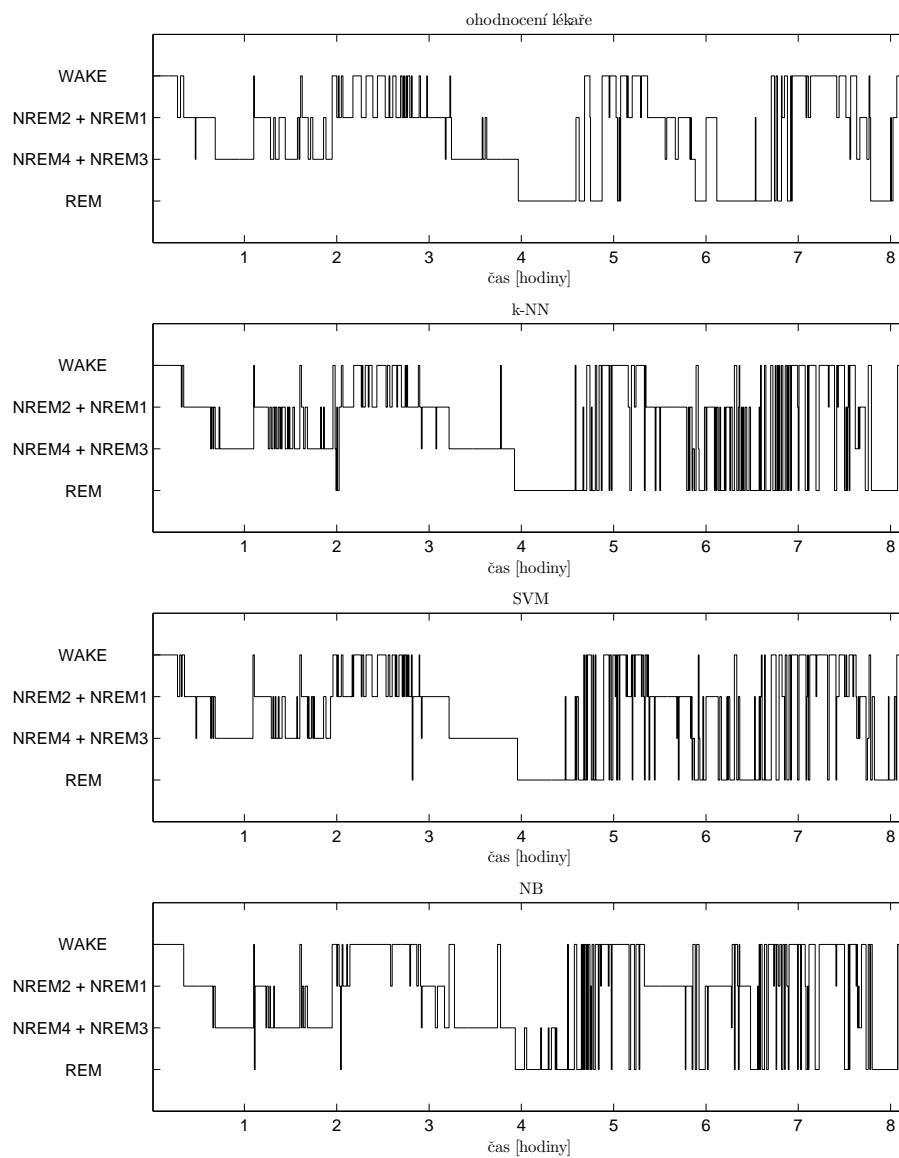 ohodnocení lékaře
WAKE
NREM2 + NREM1
NREM4 + NREM3
REM
1 2 3 4 5 6 7 8
čas [hodiny]
k-NN
WAKE
NREM2 + NREM1
NREM4 + NREM3
REM
1 2 3 4 5 6 7 8
čas [hodiny]
SVM
WAKE
NREM2 + NREM1
NREM4 + NREM3
REM
1 2 3 4 5 6 7 8
čas [hodiny]
NB
WAKE
NREM2 + NREM1
NREM4 + NREM3
REM
1 2 3 4 5 6 7 8
čas [hodiny]